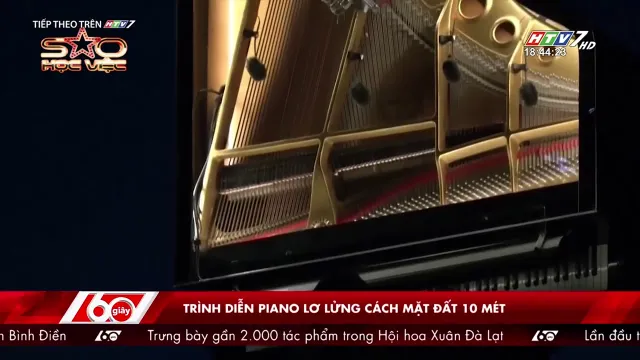 TIẾP THEO TRÊN HTV7
SAO
HỌC VIỆC
HTV7 HD
18:44:23
60 giây
TRÌNH DIỄN PIANO LƠ LỬNG CÁCH MẶT ĐẤT 10 MÉT
n Bình Điền 60 Trưng bày gần 2.000 tác phẩm trong Hội hoa Xuân Đà Lạt 60 Lần đầu t